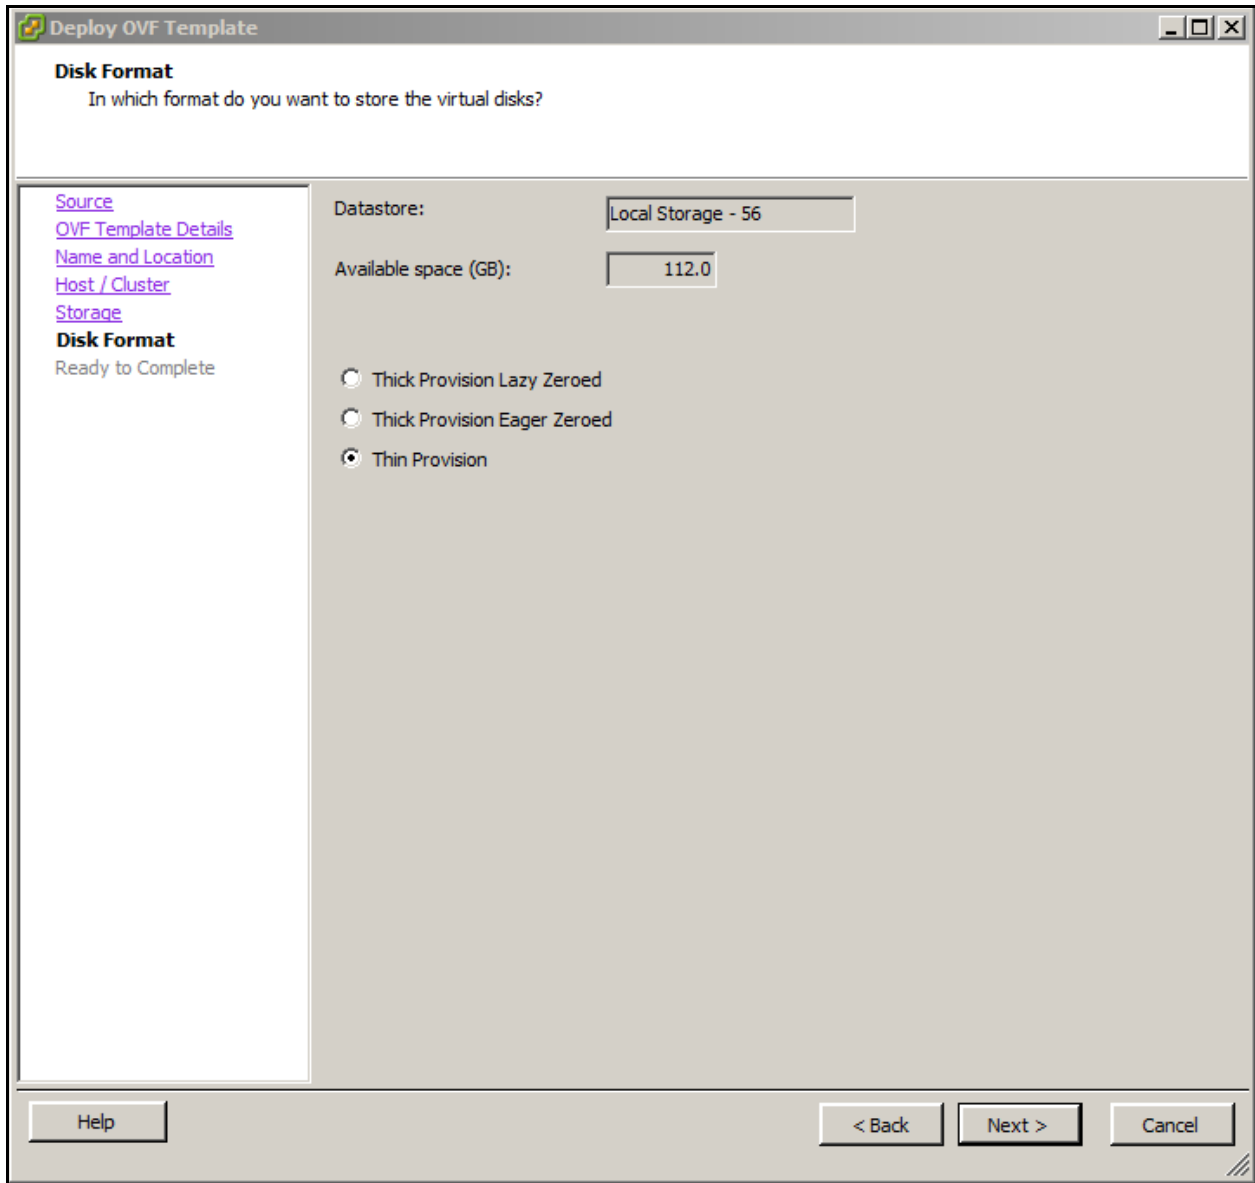 Deploy OVF Template
Disk Format
In which format do you want to store the virtual disks?
Source
OVF Template Details
Name and Location
Host / Cluster
Storage
Disk Format
Ready to Complete
Datastore:
Local Storage - 56
Available space (GB):
112.0
Thick Provision Lazy Zeroed
Thick Provision Eager Zeroed
Thin Provision
Help
< Back
Next >
Cancel